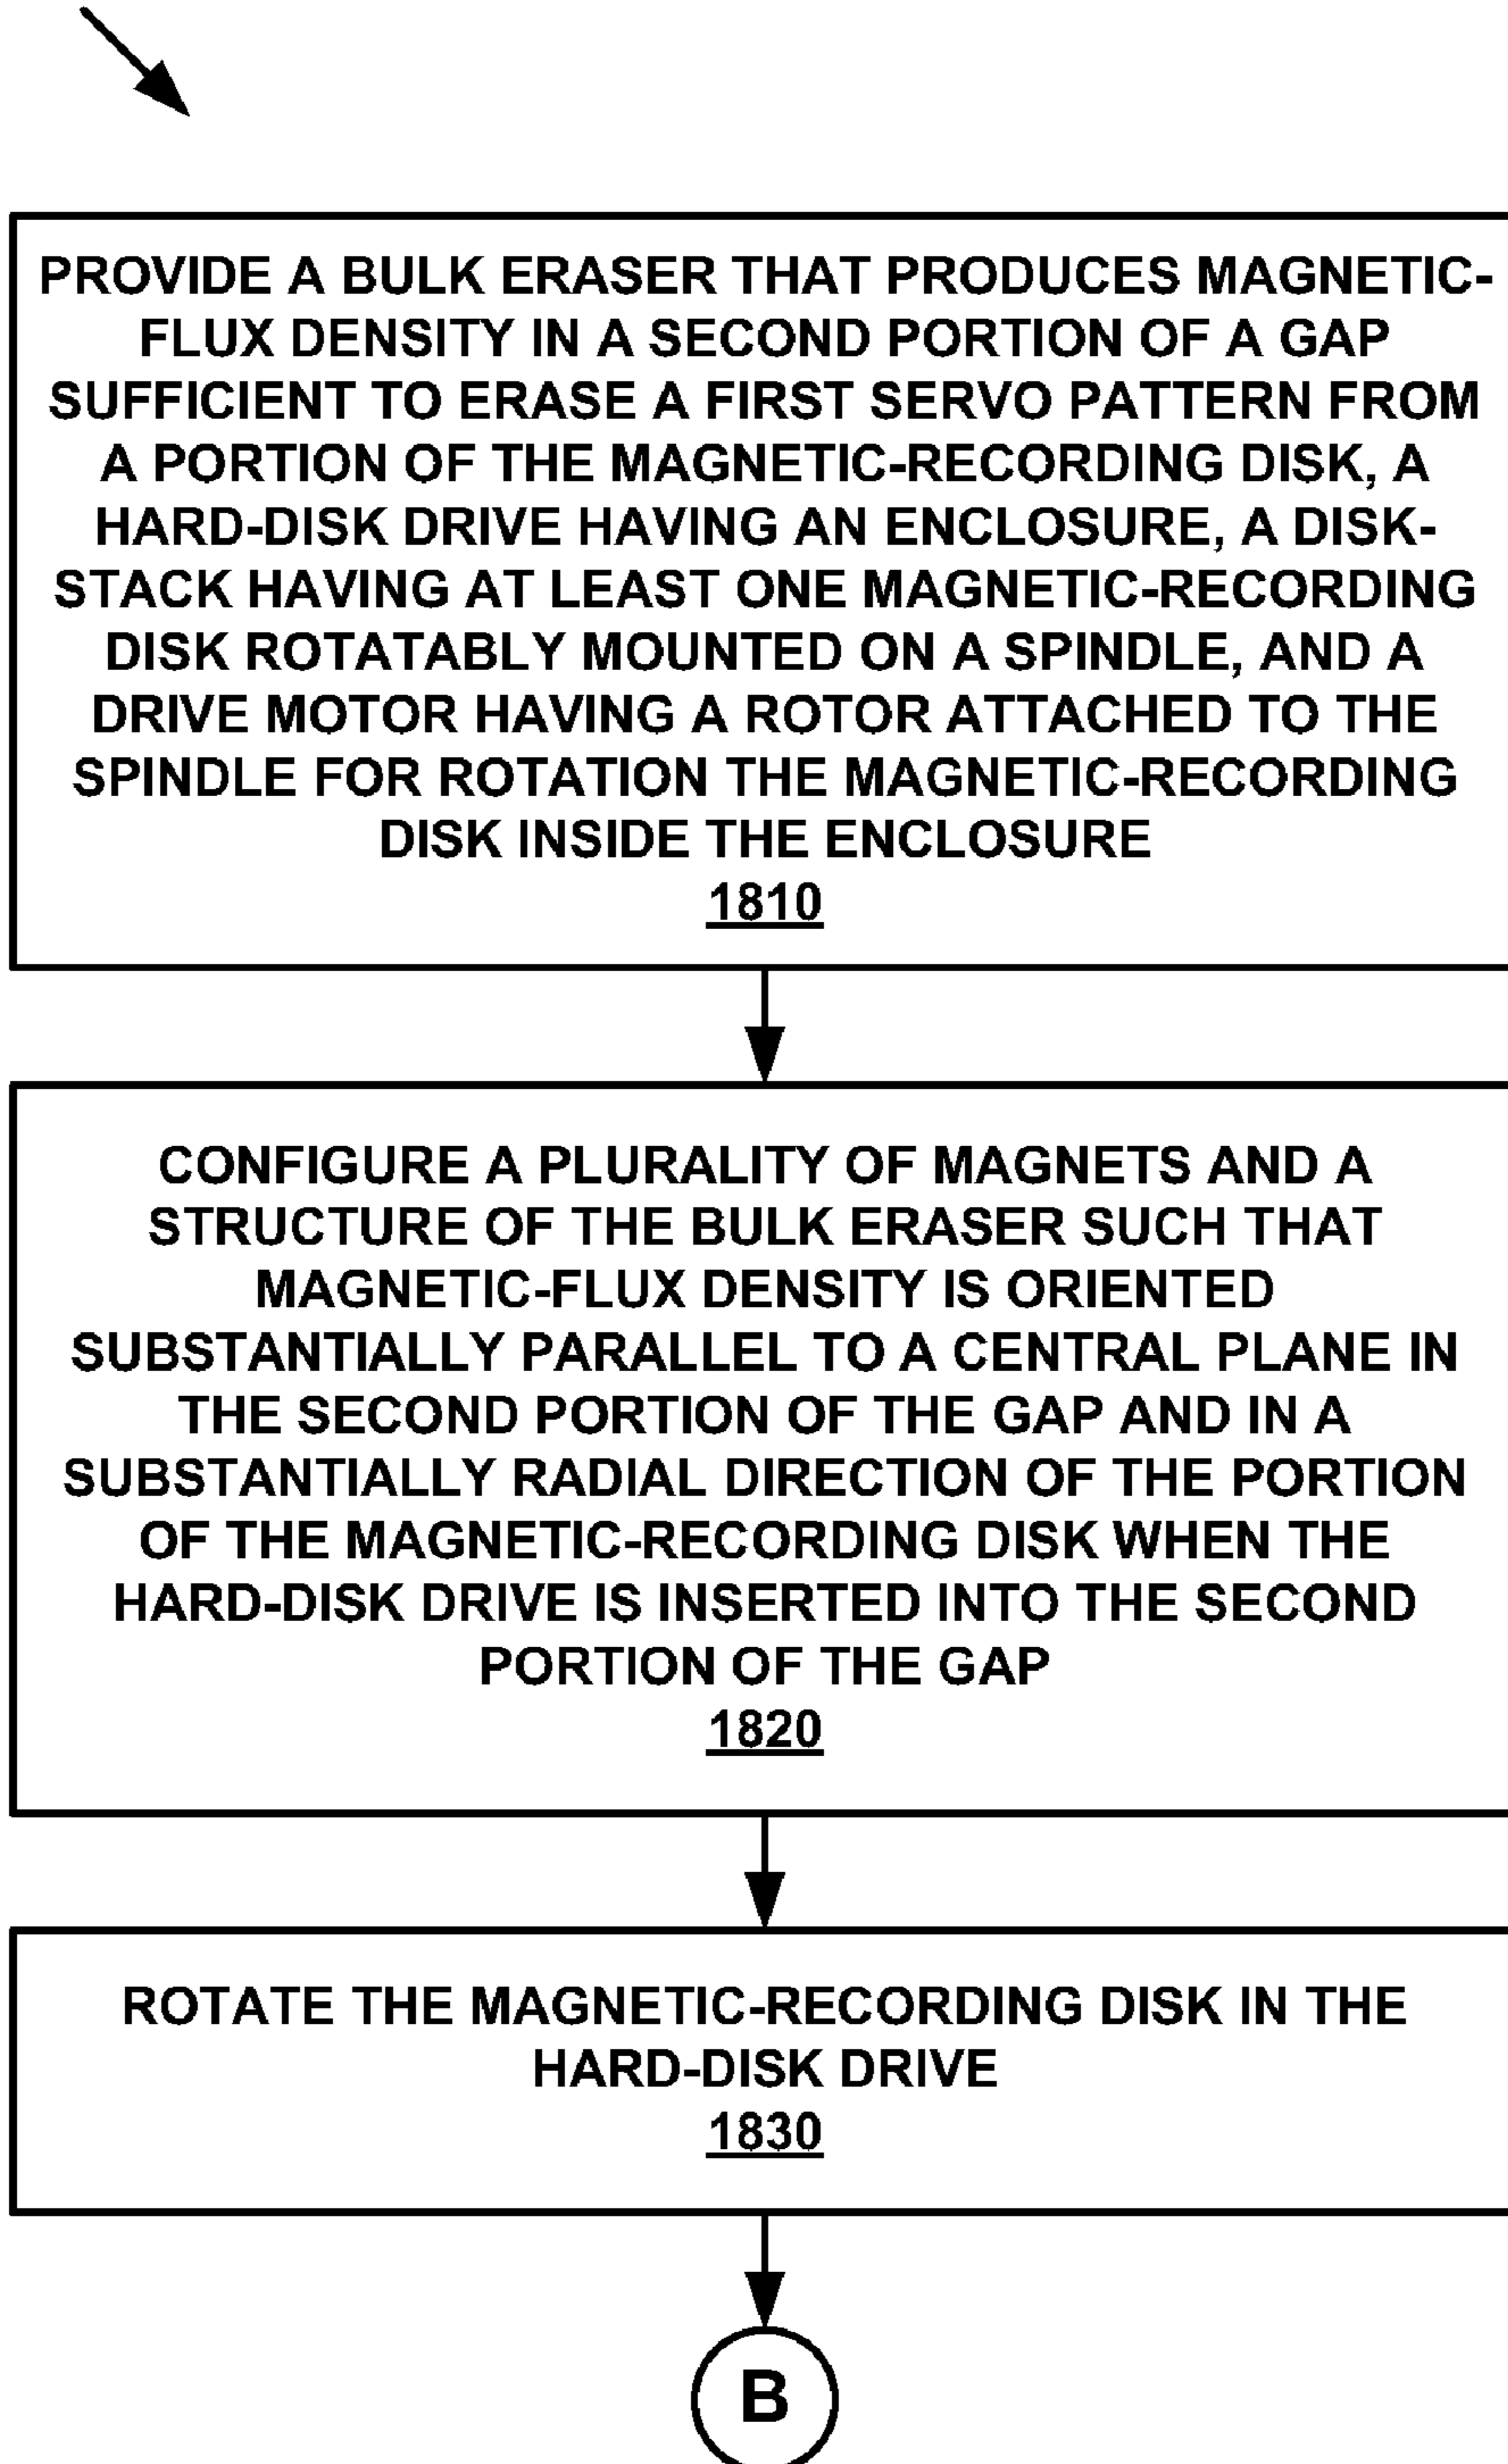 PROVIDE A BULK ERASER THAT PRODUCES MAGNETIC-
FLUX DENSITY IN A SECOND PORTION OF A GAP
SUFFICIENT TO ERASE A FIRST SERVO PATTERN FROM
A PORTION OF THE MAGNETIC-RECORDING DISK, A
HARD-DISK DRIVE HAVING AN ENCLOSURE, A DISK-
STACK HAVING AT LEAST ONE MAGNETIC-RECORDING
DISK ROTATABLY MOUNTED ON A SPINDLE, AND A
DRIVE MOTOR HAVING A ROTOR ATTACHED TO THE
SPINDLE FOR ROTATION THE MAGNETIC-RECORDING
DISK INSIDE THE ENCLOSURE
1810
CONFIGURE A PLURALITY OF MAGNETS AND A
STRUCTURE OF THE BULK ERASER SUCH THAT
MAGNETIC-FLUX DENSITY IS ORIENTED
SUBSTANTIALLY PARALLEL TO A CENTRAL PLANE IN
THE SECOND PORTION OF THE GAP AND IN A
SUBSTANTIALLY RADIAL DIRECTION OF THE PORTION
OF THE MAGNETIC-RECORDING DISK WHEN THE
HARD-DISK DRIVE IS INSERTED INTO THE SECOND
PORTION OF THE GAP
1820
ROTATE THE MAGNETIC-RECORDING DISK IN THE
HARD-DISK DRIVE
1830
B